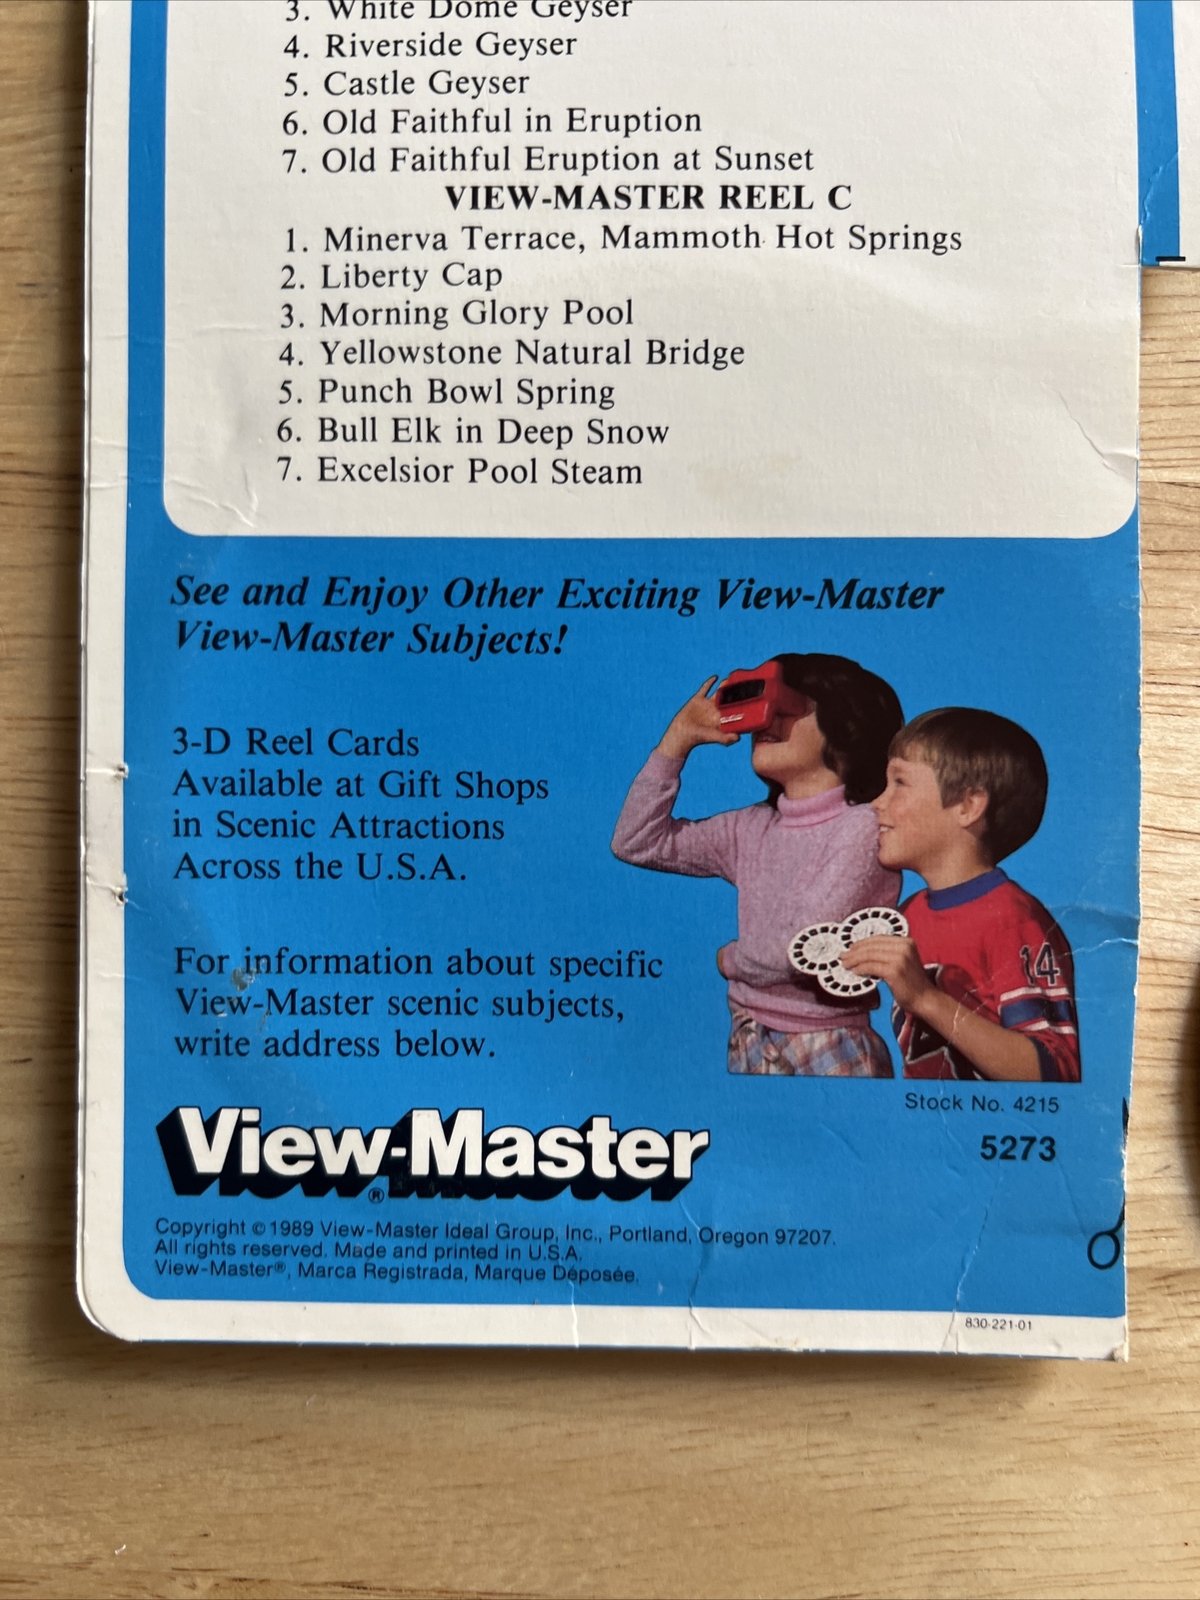 3. White Dome Geyser
4. Riverside Geyser
5. Castle Geyser
6. Old Faithful in Eruption
7. Old Faithful Eruption at Sunset
VIEW-MASTER REEL C
1. Minerva Terrace, Mammoth Hot Springs
2. Liberty Cap
3. Morning Glory Pool
4. Yellowstone Natural Bridge
5. Punch Bowl Spring
6. Bull Elk in Deep Snow
7. Excelsior Pool Steam
See and Enjoy Other Exciting View-Master
View-Master Subjects!
3-D Reel Cards
Available at Gift Shops
in Scenic Attractions
Across the U.S.A.
For information about specific
View-Master scenic subjects,
write address below.
14
Stock No. 4215
5273
View-Master®
Copyright © 1989 View-Master Ideal Group, Inc., Portland, Oregon 97207.
All rights reserved. Made and printed in U.S.A.
View-Master®, Marca Registrada, Marque Déposée.
830-221-01